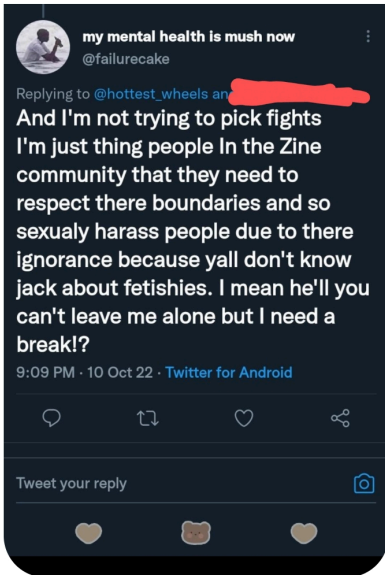 my mental health is mush now
@failurecake
Replying to @hottest_wheels an
And I'm not trying to pick fights
I'm just thing people In the Zine
community that they need to
respect there boundaries and so
sexualy harass people due to there
ignorance because yall don't know
jack about fetishies. I mean he'll you
can't leave me alone but I need a
break!?
9:09 PM · 10 Oct 22 · Twitter for Android
Tweet your reply